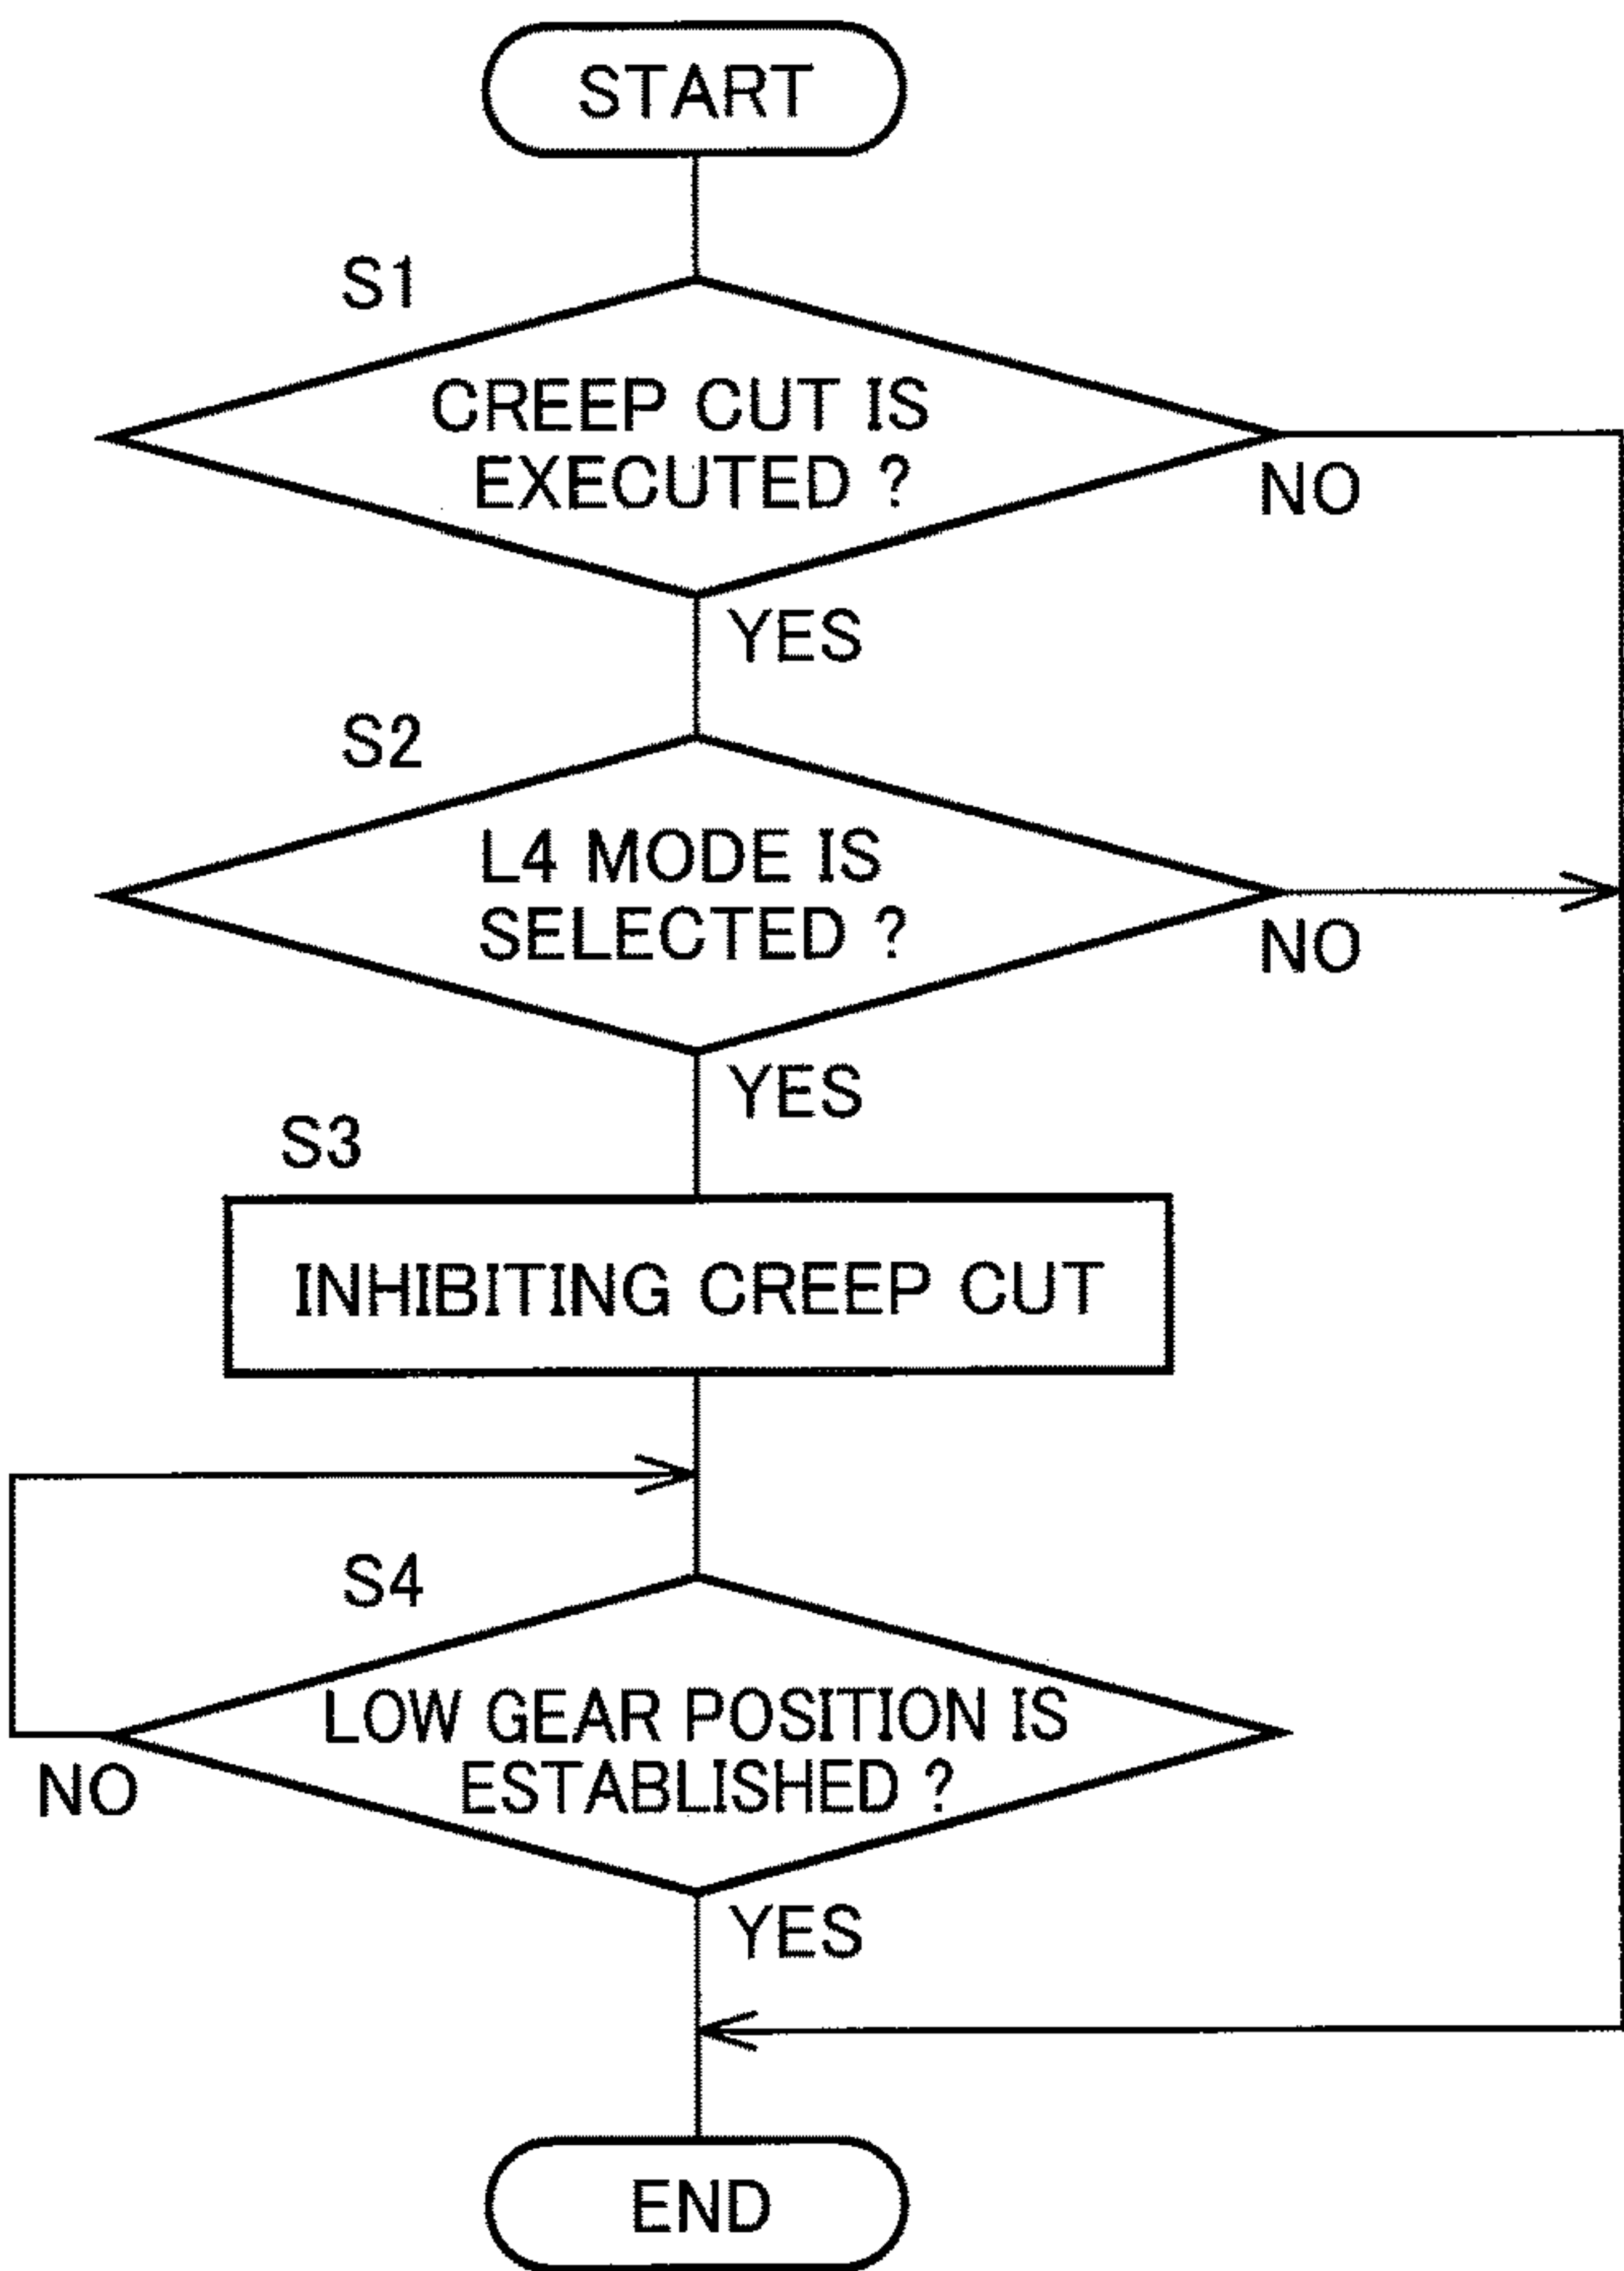 START
S1
CREEP CUT IS
EXECUTED ?
NO
YES
S2
L4 MODE IS
SELECTED ?
NO
YES
S3
INHIBITING CREEP CUT
S4
LOW GEAR POSITION IS
ESTABLISHED ?
NO
YES
END